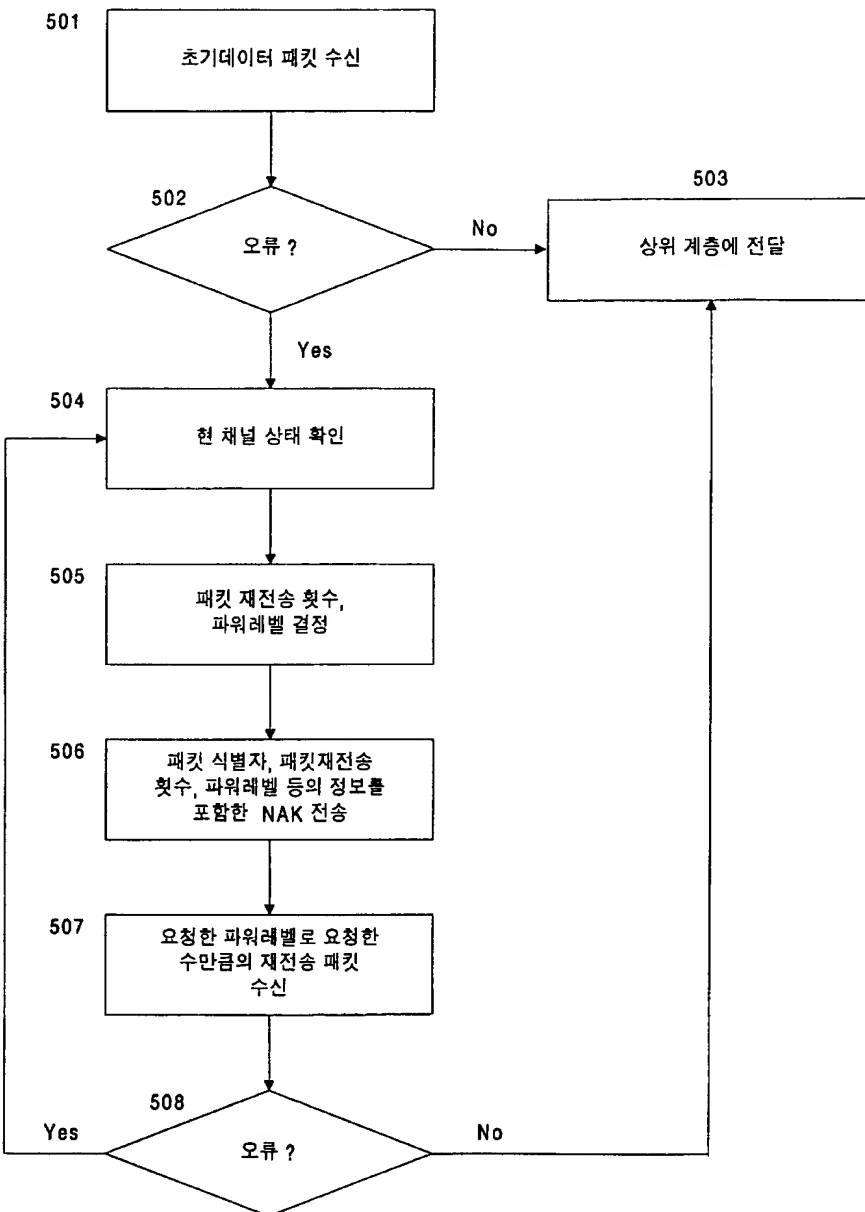 501
초기데이터 패킷 수신
502
오류 ?
No
503
상위 계층에 전달
Yes
504
현 채널 상태 확인
505
패킷 재전송 횟수,
파워레벨 결정
506
패킷 식별자, 패킷재전송
횟수, 파워레벨 등의 정보를
포함한 NAK 전송
507
요청한 파워레벨로 요청한
수만큼의 재전송 패킷
수신
508
Yes
오류 ?
No